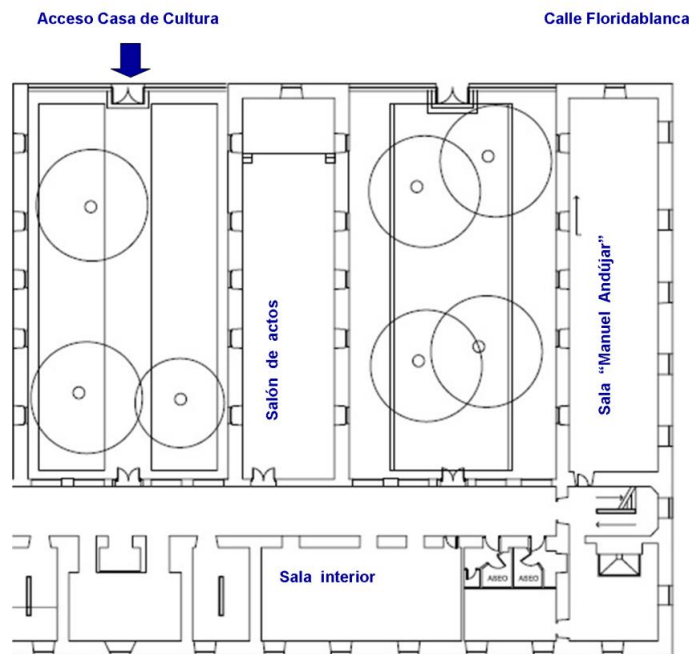 Acceso Casa de Cultura
Calle Floridablanca
Salón de actos
Sala “Manuel Andújar”
Sala interior
ASEO
ASEO